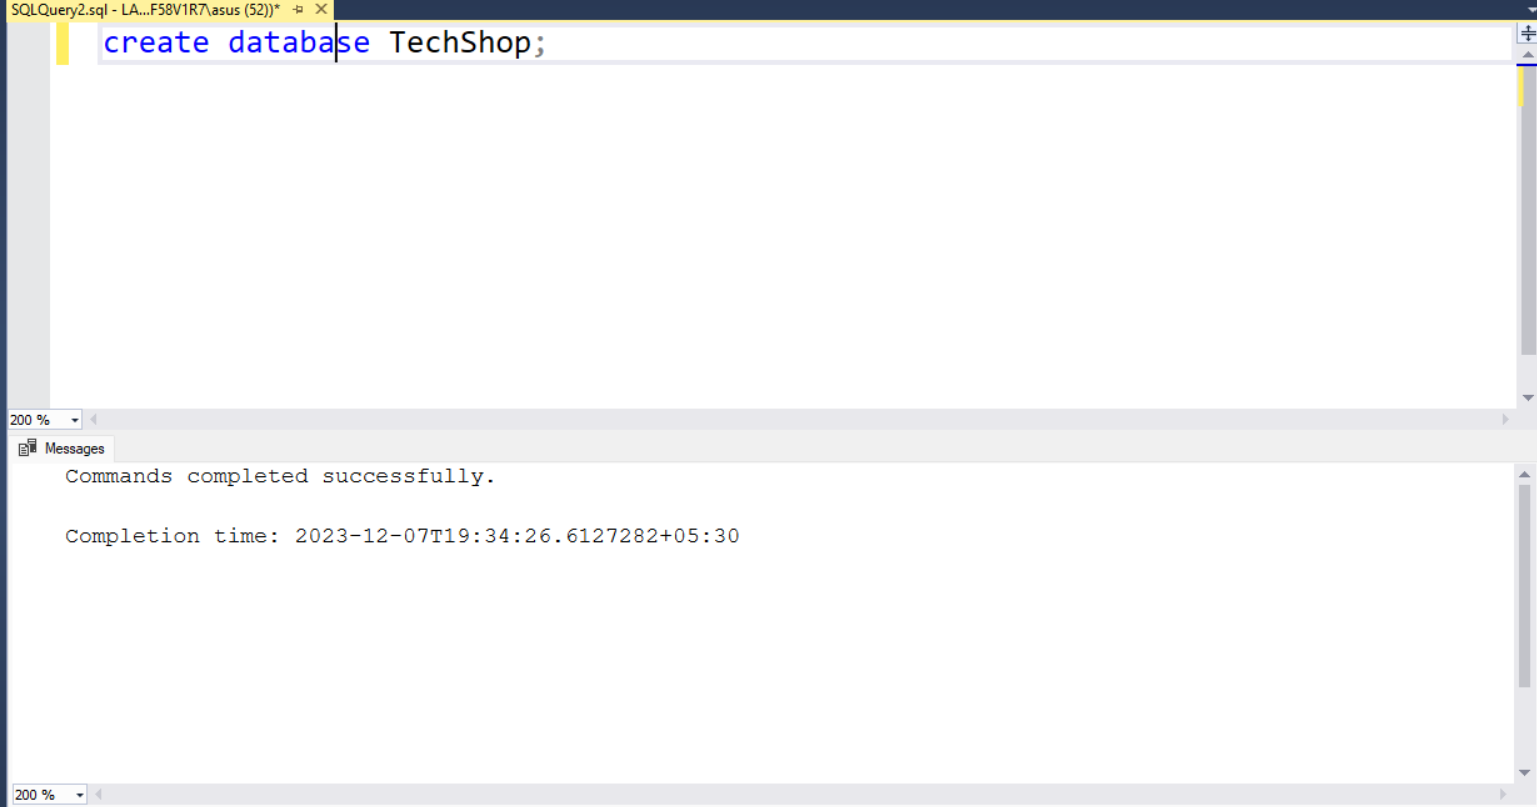 SQLQuery2.sql - LA...F58V1R7\asus (52))*
create database TechShop;
200 %
Messages
Commands completed successfully.
Completion time: 2023-12-07T19:34:26.6127282+05:30
200 %